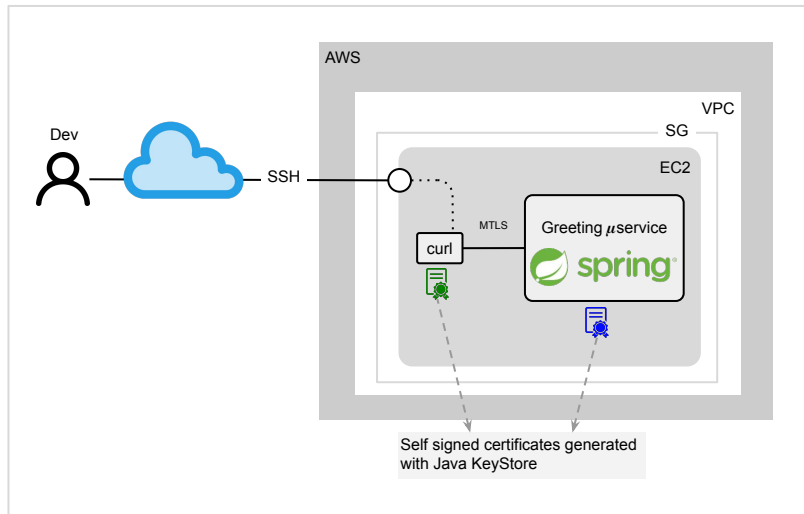 AWS
VPC
SG
Dev
EC2
SSH
MTLS
Greeting μservice
curl
spring
Self signed certificates generated
with Java KeyStore